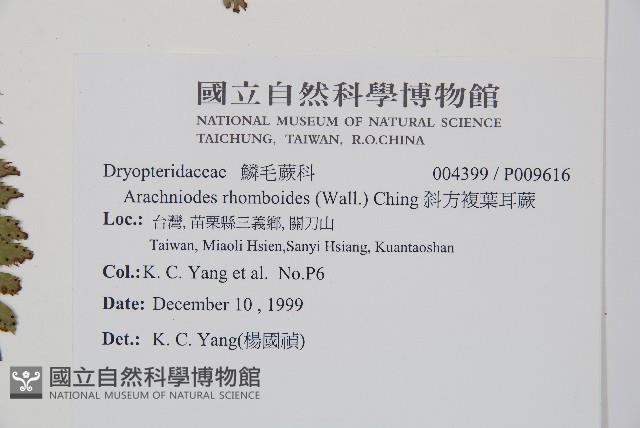 國立自然科學博物館
NATIONAL MUSEUM OF NATURAL SCIENCE
TAICHUNG, TAIWAN, R.O.CHINA
Dryopteridaceae 鱗毛蕨科 004399 / P009616
Arachniodes rhomboides (Wall.) Ching 斜方複葉耳蕨
Loc.: 台灣, 苗栗縣三義鄉, 關刀山
Taiwan, Miaoli Hsien,Sanyi Hsiang, Kuantaoshan
Col.: K. C. Yang et al. No.P6
Date: December 10 , 1999
Det.: K. C. Yang(楊國禎)
國立自然科學博物館
NATIONAL MUSEUM OF NATURAL SCIENCE